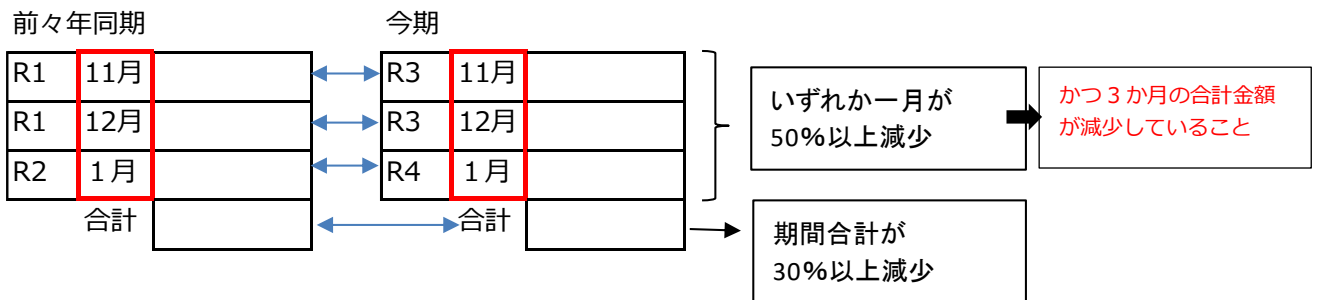 前々年同期
今期
R1 11月
R3 11月
R1 12月
R3 12月
R2 1月
R4 1月
合計
合計
いずれか一月が
50%以上減少
かつ3か月の合計金額
が減少していること
期間合計が
30%以上減少